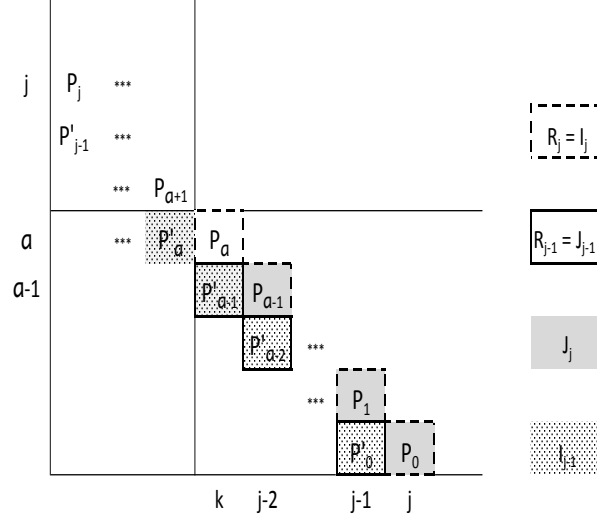 j P_j ***
P'_{j-1} ***
*** P_{a+1}
a *** P'_a P_a
a-1 P'_{a-1} P_{a-1}
P'_{a-2} ***
*** P_1
P'_0 P_0
k j-2 j-1 j
R_j = I_j
R_{j-1} = J_{j-1}
J_j
I_{j-1}